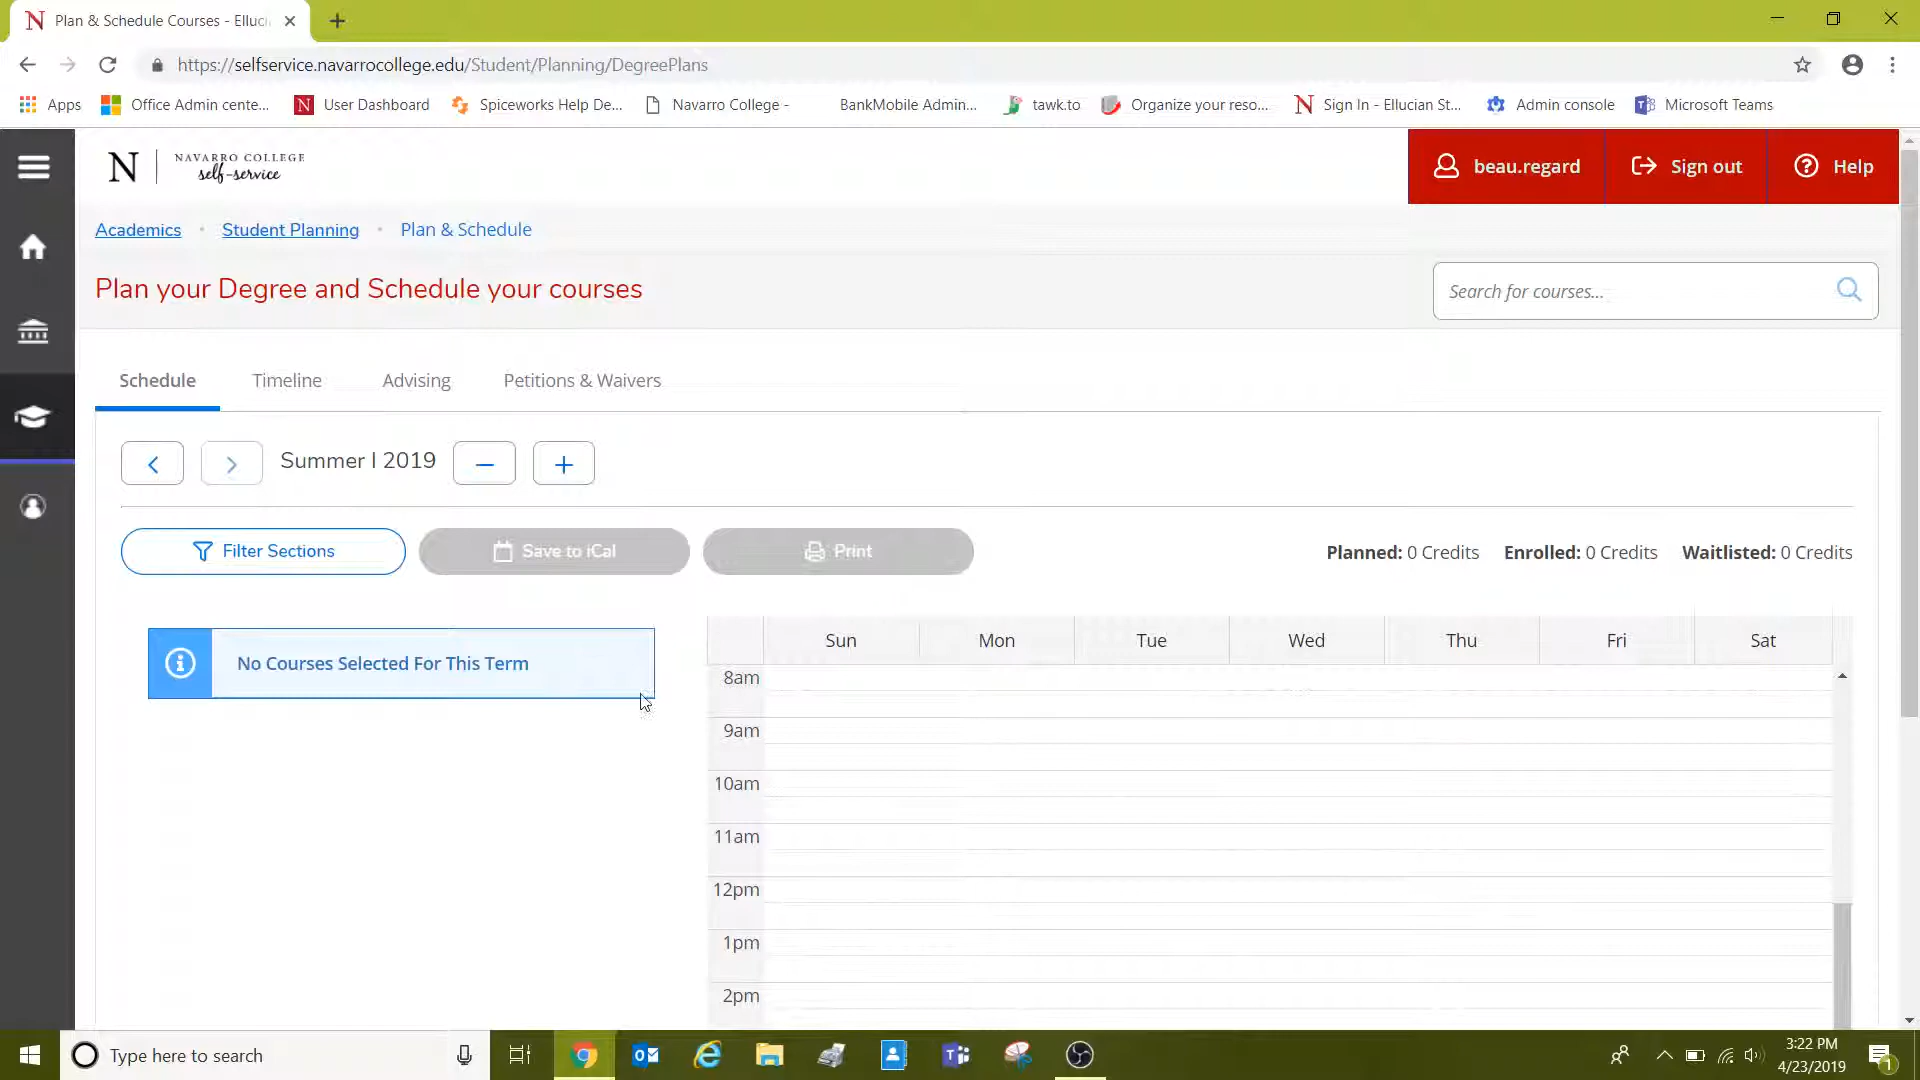 Plan & Schedule Courses - Elluci
https://selfservice.navarrocollege.edu/Student/Planning/DegreePlans
Apps Office Admin cente... User Dashboard Spiceworks Help De... Navarro College - BankMobile Admin... tawk.to Organize your reso... Sign In - Ellucian St... Admin console Microsoft Teams
N NAVARRO COLLEGE
self-service
beau.regard Sign out Help
Academics Student Planning Plan & Schedule
Plan your Degree and Schedule your courses
Search for courses...
Schedule Timeline Advising Petitions & Waivers
Summer I 2019
Filter Sections Save to iCal Print Planned: 0 Credits Enrolled: 0 Credits Waitlisted: 0 Credits
No Courses Selected For This Term
Sun Mon Tue Wed Thu Fri Sat
8am
9am
10am
11am
12pm
1pm
2pm
Type here to search
3:22 PM
4/23/2019
1